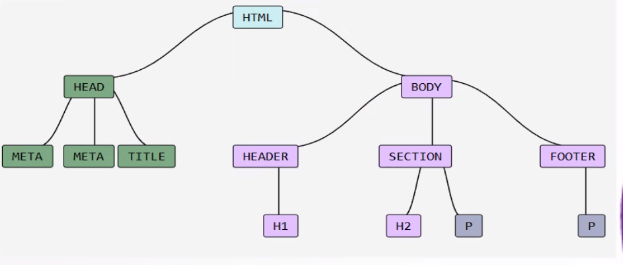 HTML
HEAD BODY
META META TITLE HEADER SECTION FOOTER
H1 H2 P P